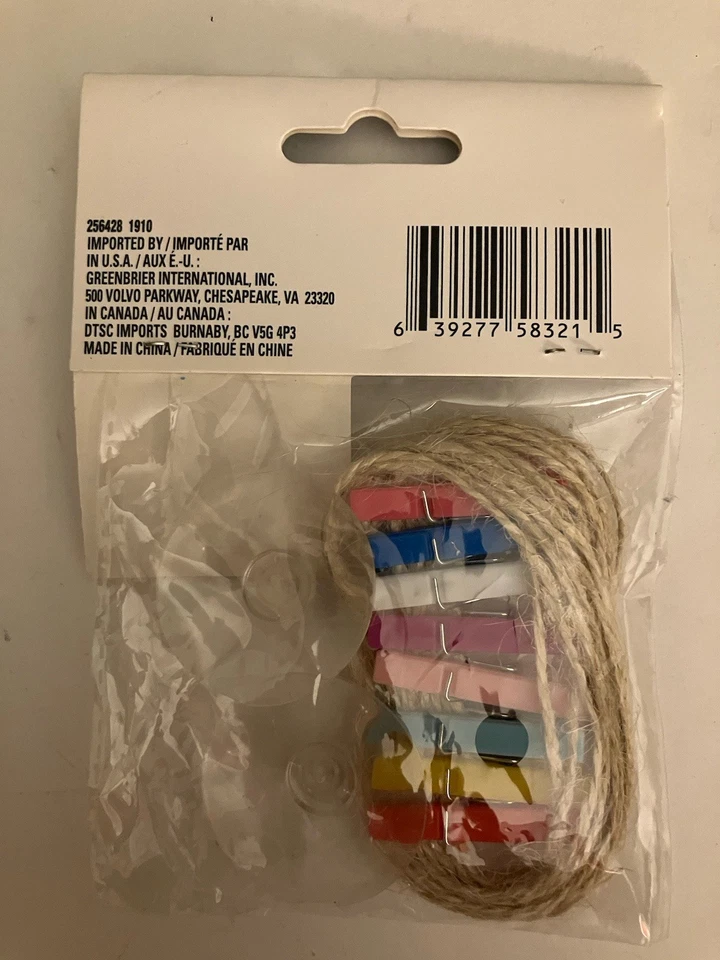 256428 1910
IMPORTED BY / IMPORTÉ PAR
IN U.S.A. / AUX É.-U. :
GREENBRIER INTERNATIONAL, INC.
500 VOLVO PARKWAY, CHESAPEAKE, VA 23320
IN CANADA / AU CANADA :
DTSC IMPORTS BURNABY, BC V5G 4P3
MADE IN CHINA / FABRIQUÉ EN CHINE
6 39277 58321 5